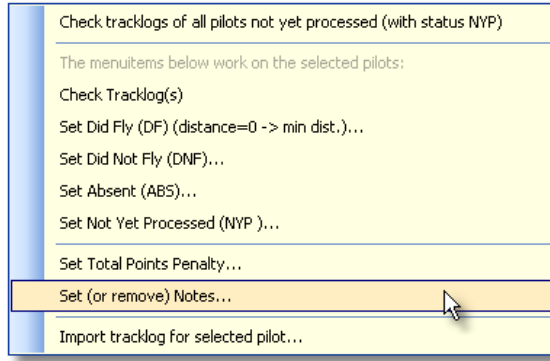 Check tracklogs of all pilots not yet processed (with status NYP)
The menuitems below work on the selected pilots:
Check Tracklog(s)
Set Did Fly (DF) (distance=0 -> min dist.)...
Set Did Not Fly (DNF)...
Set Absent (ABS)...
Set Not Yet Processed (NYP )...
Set Total Points Penalty...
Set (or remove) Notes...
Import tracklog for selected pilot...